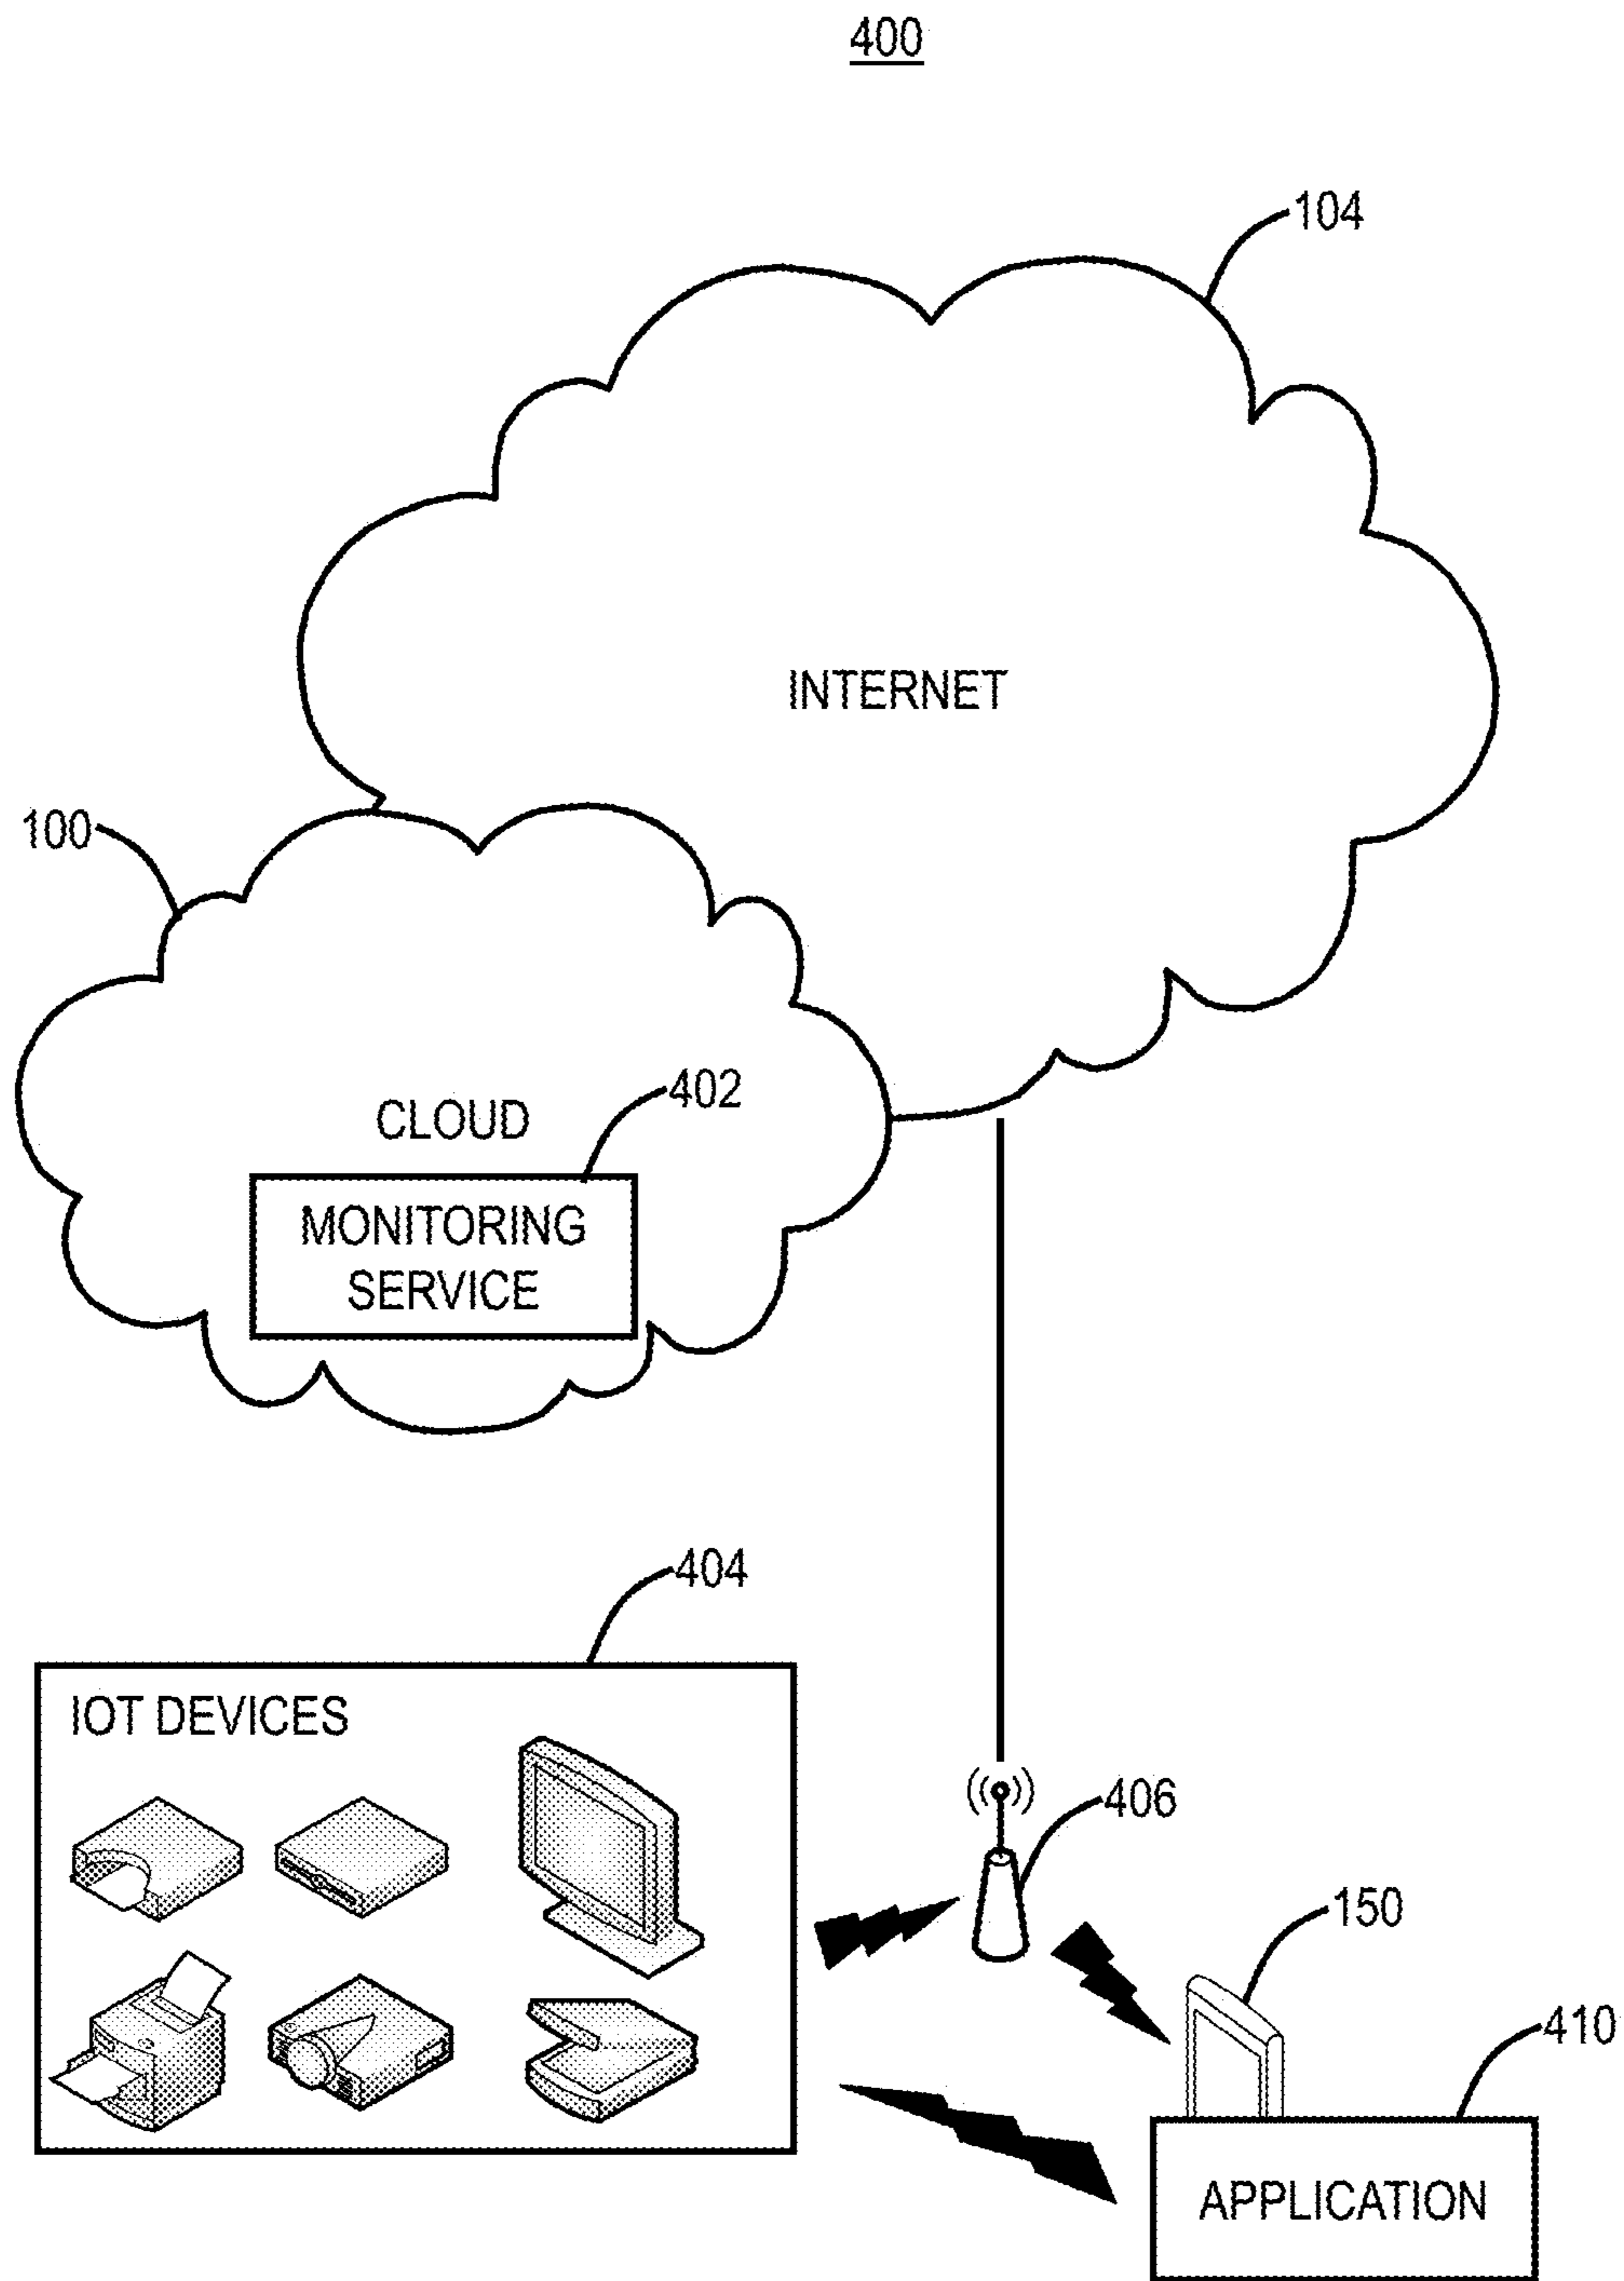 400
104
INTERNET
100
402
CLOUD
MONITORING
SERVICE
404
IOT DEVICES
406
150
410
APPLICATION